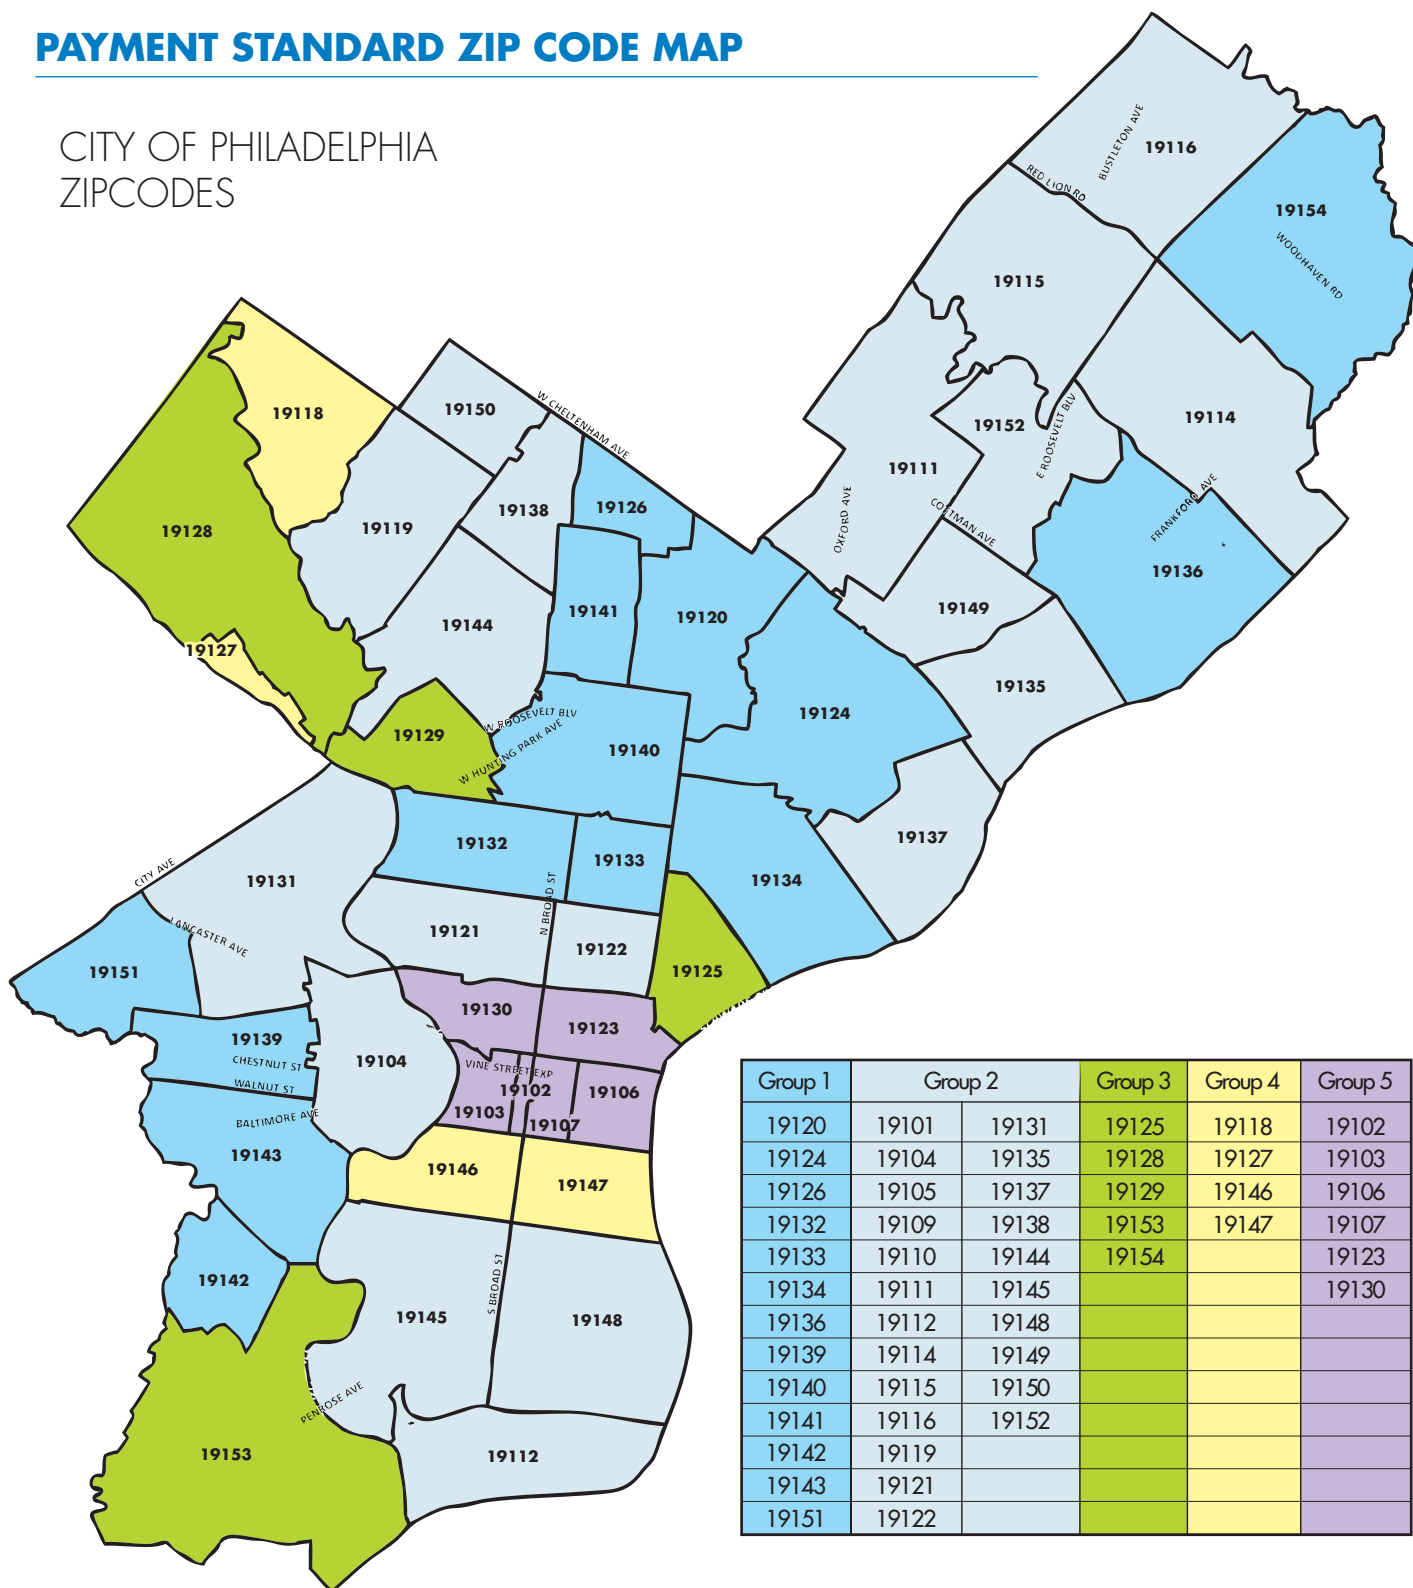 PAYMENT STANDARD ZIP CODE MAP
CITY OF PHILADELPHIA
ZIPCODES
BUSTLETON AVE
19116
RED LION RD
19154
WOODHAVEN RD
19115
19118
19150
W CHELTENHAM AVE
19152
E ROOSEVELT BLV
19114
19111
19128
19119
19138
19126
OXFORD AVE
COTTMAN AVE
FRANKFORD AVE
19136
19144
19141
19120
19149
19127
19135
19129
W ROOSEVELT BLV
W HUNTING PARK AVE
19140
19124
19132
19133
19137
CITY AVE
19131
19134
LANCASTER AVE
19121
N BROAD ST
19122
19151
19125
19130
19123
19139
CHESTNUT ST
WALNUT ST
19104
VINE STREET EXP
19102
19106
19103
19107
BALTIMORE AVE
19143
19146
19147
19142
19145
S BROAD ST
19148
PENROSE AVE
19153
19112
Group 1 Group 2 Group 3 Group 4 Group 5
19120 19101 19131 19125 19118 19102
19124 19104 19135 19128 19127 19103
19126 19105 19137 19129 19146 19106
19132 19109 19138 19153 19147 19107
19133 19110 19144 19154 19123
19134 19111 19145 19130
19136 19112 19148
19139 19114 19149
19140 19115 19150
19141 19116 19152
19142 19119
19143 19121
19151 19122